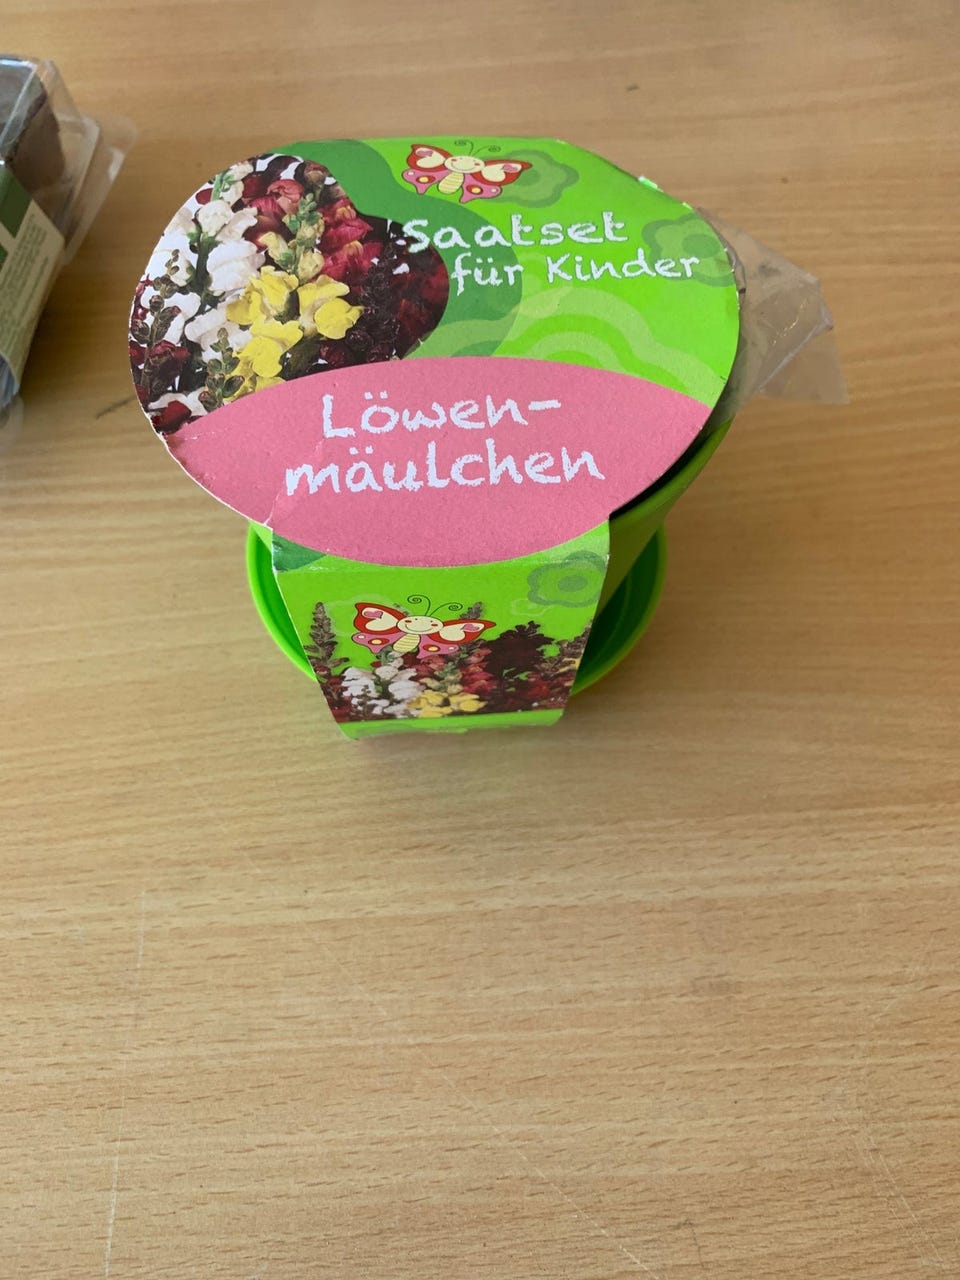 Saatset
für Kinder
Löwen-
mäulchen